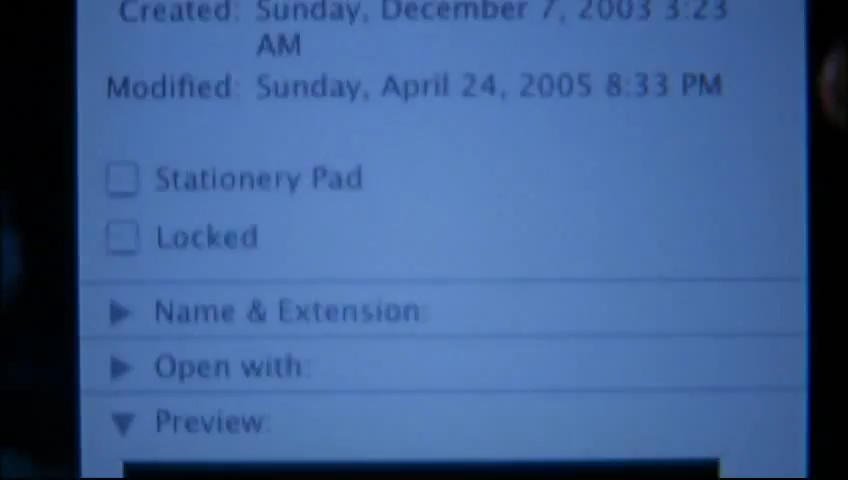 Created: Sunday, December 7, 2003 3:23
AM
Modified: Sunday, April 24, 2005 8:33 PM
Stationery Pad
Locked
Name & Extension:
Open with:
Preview: